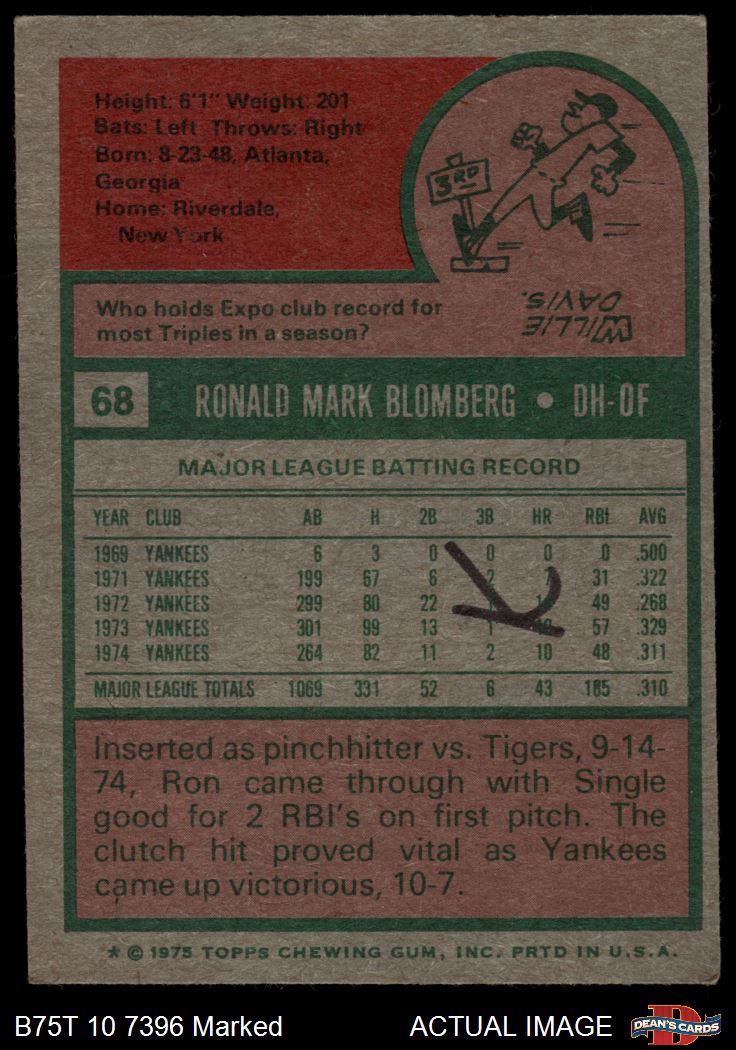 Height: 6'1" Weight: 201
Bats: Left Throws: Right
Born: 8-23-48, Atlanta,
Georgia
Home: Riverdale,
New York
3RD
Who holds Expo club record for
most Triples in a season?
WILLIE
DAVIS.
68 RONALD MARK BLOMBERG • DH-OF
MAJOR LEAGUE BATTING RECORD
YEAR CLUB AB H 2B 3B HR RBI AVG
1969 YANKEES 6 3 0 0 0 0 .500
1971 YANKEES 199 67 6 2 7 31 .322
1972 YANKEES 299 80 22 49 .268
1973 YANKEES 301 99 13 1 57 .329
1974 YANKEES 264 82 11 2 10 48 .311
MAJOR LEAGUE TOTALS 1069 331 52 6 43 185 .310
Inserted as pinchhitter vs. Tigers, 9-14-
74, Ron came through with Single
good for 2 RBI's on first pitch. The
clutch hit proved vital as Yankees
came up victorious, 10-7.
* © 1975 TOPPS CHEWING GUM, INC. PRTD IN U.S.A.
B75T 10 7396 Marked ACTUAL IMAGE DEAN'S CARDS